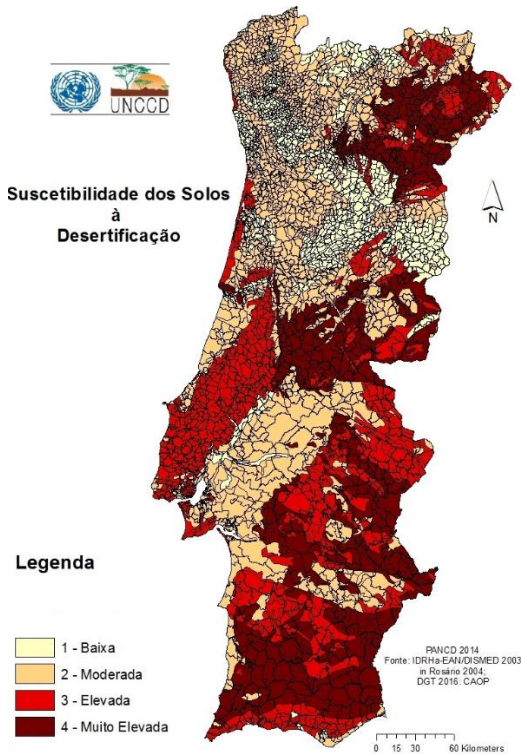 UNCCD
Suscetibilidade dos Solos
à
Desertificação
N
Legenda
1 - Baixa
2 - Moderada
3 - Elevada
4 - Muito Elevada
PANCD 2014
Fonte: IDRHa-EAN/DISMED 2003
in Rosário 2004;
DGT 2016: CAOP
0 15 30 60 Kilometers